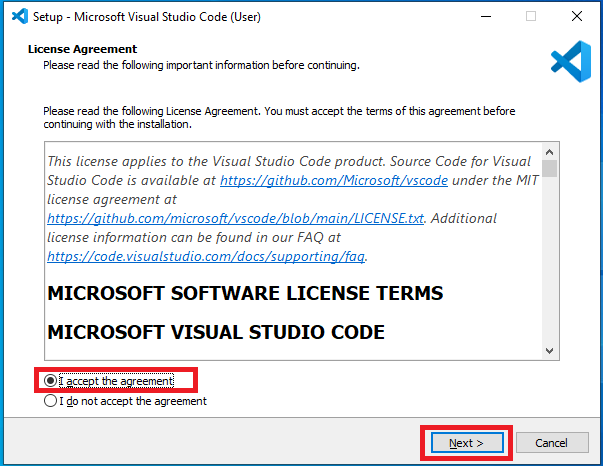 Setup - Microsoft Visual Studio Code (User)
License Agreement
Please read the following important information before continuing.
Please read the following License Agreement. You must accept the terms of this agreement before
continuing with the installation.
This license applies to the Visual Studio Code product. Source Code for Visual
Studio Code is available at https://github.com/Microsoft/vscode under the MIT
license agreement at
https://github.com/microsoft/vscode/blob/main/LICENSE.txt. Additional
license information can be found in our FAQ at
https://code.visualstudio.com/docs/supporting/faq.
MICROSOFT SOFTWARE LICENSE TERMS
MICROSOFT VISUAL STUDIO CODE
I accept the agreement
I do not accept the agreement
Next >
Cancel